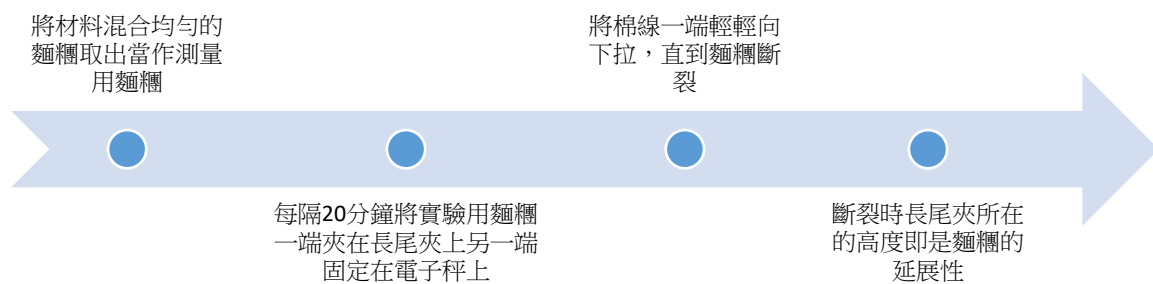 將材料混合均勻的
麵糰取出當作測量
用麵糰
每隔20分鐘將實驗用麵糰
一端夾在長尾夾上另一端
固定在電子秤上
將棉線一端輕輕向
下拉，直到麵糰斷
裂
斷裂時長尾夾所在
的高度即是麵糰的
延展性